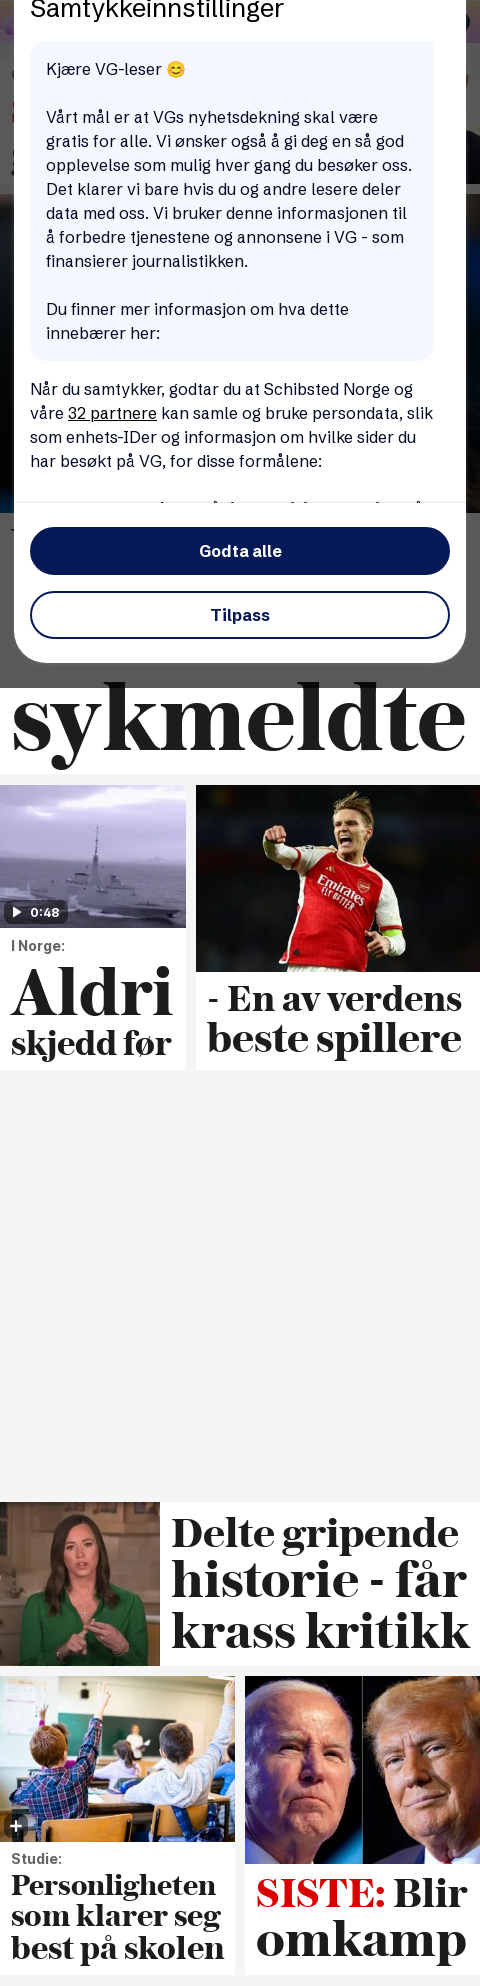 Samtykkeinnstillinger
Kjære VG-leser 😊
Vårt mål er at VGs nyhetsdekning skal være
gratis for alle. Vi ønsker også å gi deg en så god
opplevelse som mulig hver gang du besøker oss.
Det klarer vi bare hvis du og andre lesere deler
data med oss. Vi bruker denne informasjonen til
å forbedre tjenestene og annonsene i VG - som
finansierer journalistikken.
Du finner mer informasjon om hva dette
innebærer her:
Når du samtykker, godtar du at Schibsted Norge og
våre 32 partnere kan samle og bruke persondata, slik
som enhets-IDer og informasjon om hvilke sider du
har besøkt på VG, for disse formålene:
Godta alle
Tilpass
sykmeldte
0:48
I Norge:
Aldri
skjedd før
Emirates
FLY BETTER
- En av verdens
beste spillere
Delte gripende
historie - får
krass kritikk
Studie:
Personligheten
som klarer seg
best på skolen
SISTE: Blir
omkamp